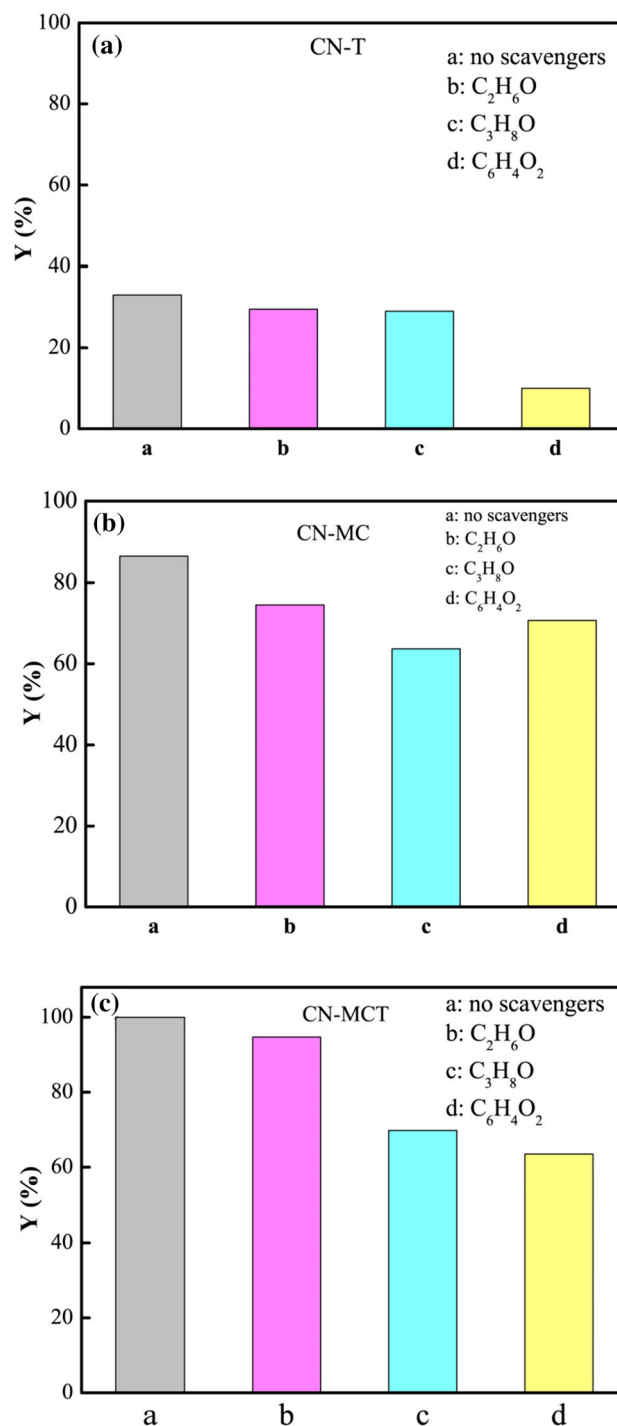 (a)
CN-T
a: no scavengers
b: C₂H₆O
c: C₃H₈O
d: C₆H₄O₂
Y (%)
100
80
60
40
20
0
a b c d
(b)
CN-MC
a: no scavengers
b: C₂H₆O
c: C₃H₈O
d: C₆H₄O₂
Y (%)
100
80
60
40
20
0
a b c d
(c)
CN-MCT
a: no scavengers
b: C₂H₆O
c: C₃H₈O
d: C₆H₄O₂
Y (%)
100
80
60
40
20
0
a b c d